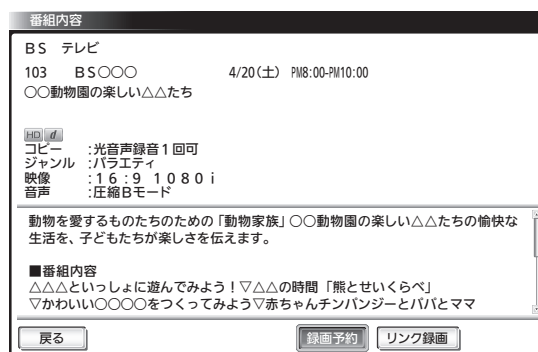 番組内容
BS テレビ
103 BS○○○ 4/20(土) PM8:00-PM10:00
○○動物園の楽しい△△たち
HD d
コピー :光音声録音1回可
ジャンル :バラエティ
映像 :16:9 1080i
音声 :圧縮Bモード
動物を愛するものたちのための「動物家族」○○動物園の楽しい△△たちの愉快な
生活を、子どもたちが楽しさを伝えます。
■番組内容
△△△といっしょに遊んでみよう!▽△△の時間「熊とせいくらべ」
▽かわいい○○○○をつくってみよう▽赤ちゃんチンパンジーとパパとママ
戻る 録画予約 リンク録画